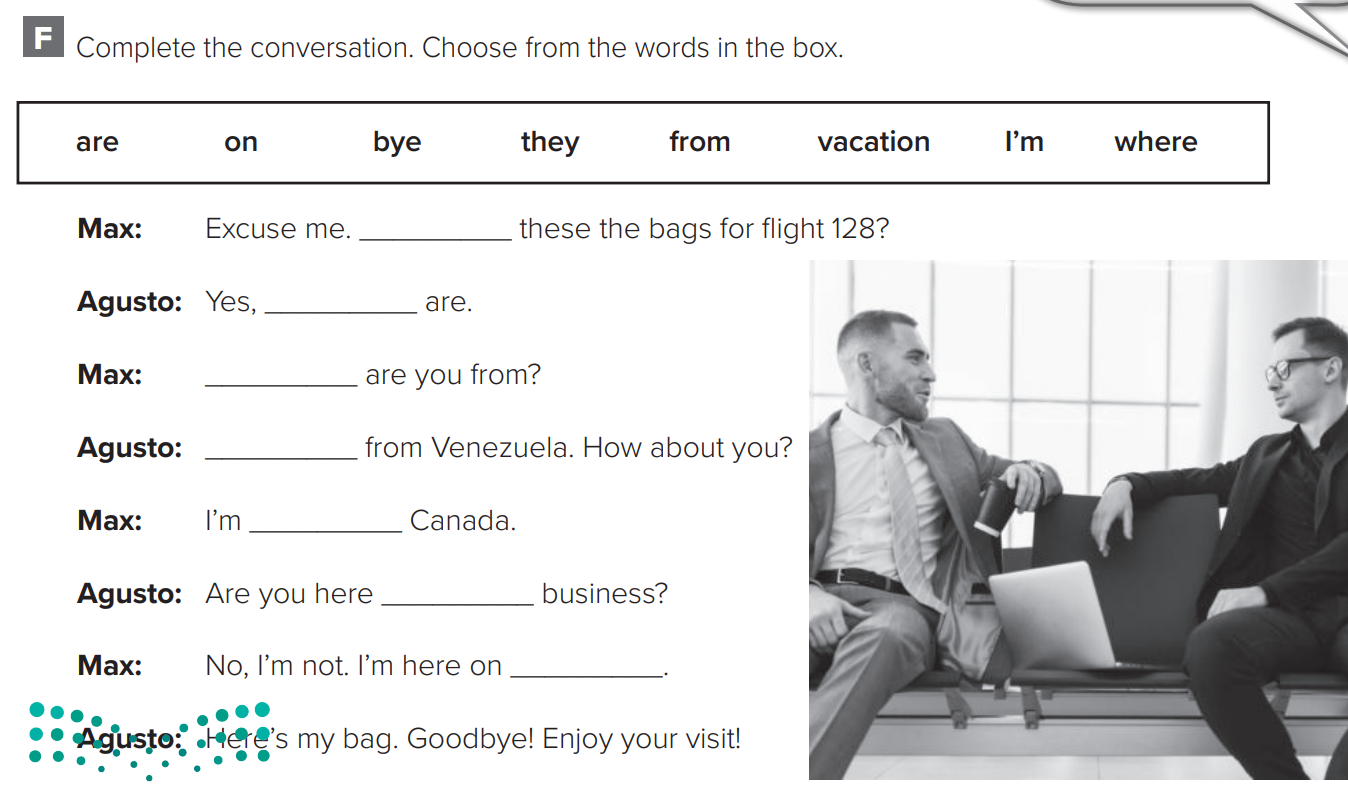 F Complete the conversation. Choose from the words in the box.
are on bye they from vacation I'm where
Max: Excuse me. __________ these the bags for flight 128?
Agusto: Yes, __________ are.
Max: __________ are you from?
Agusto: __________ from Venezuela. How about you?
Max: I'm __________ Canada.
Agusto: Are you here __________ business?
Max: No, I'm not. I'm here on __________.
Agusto: Here's my bag. Goodbye! Enjoy your visit!